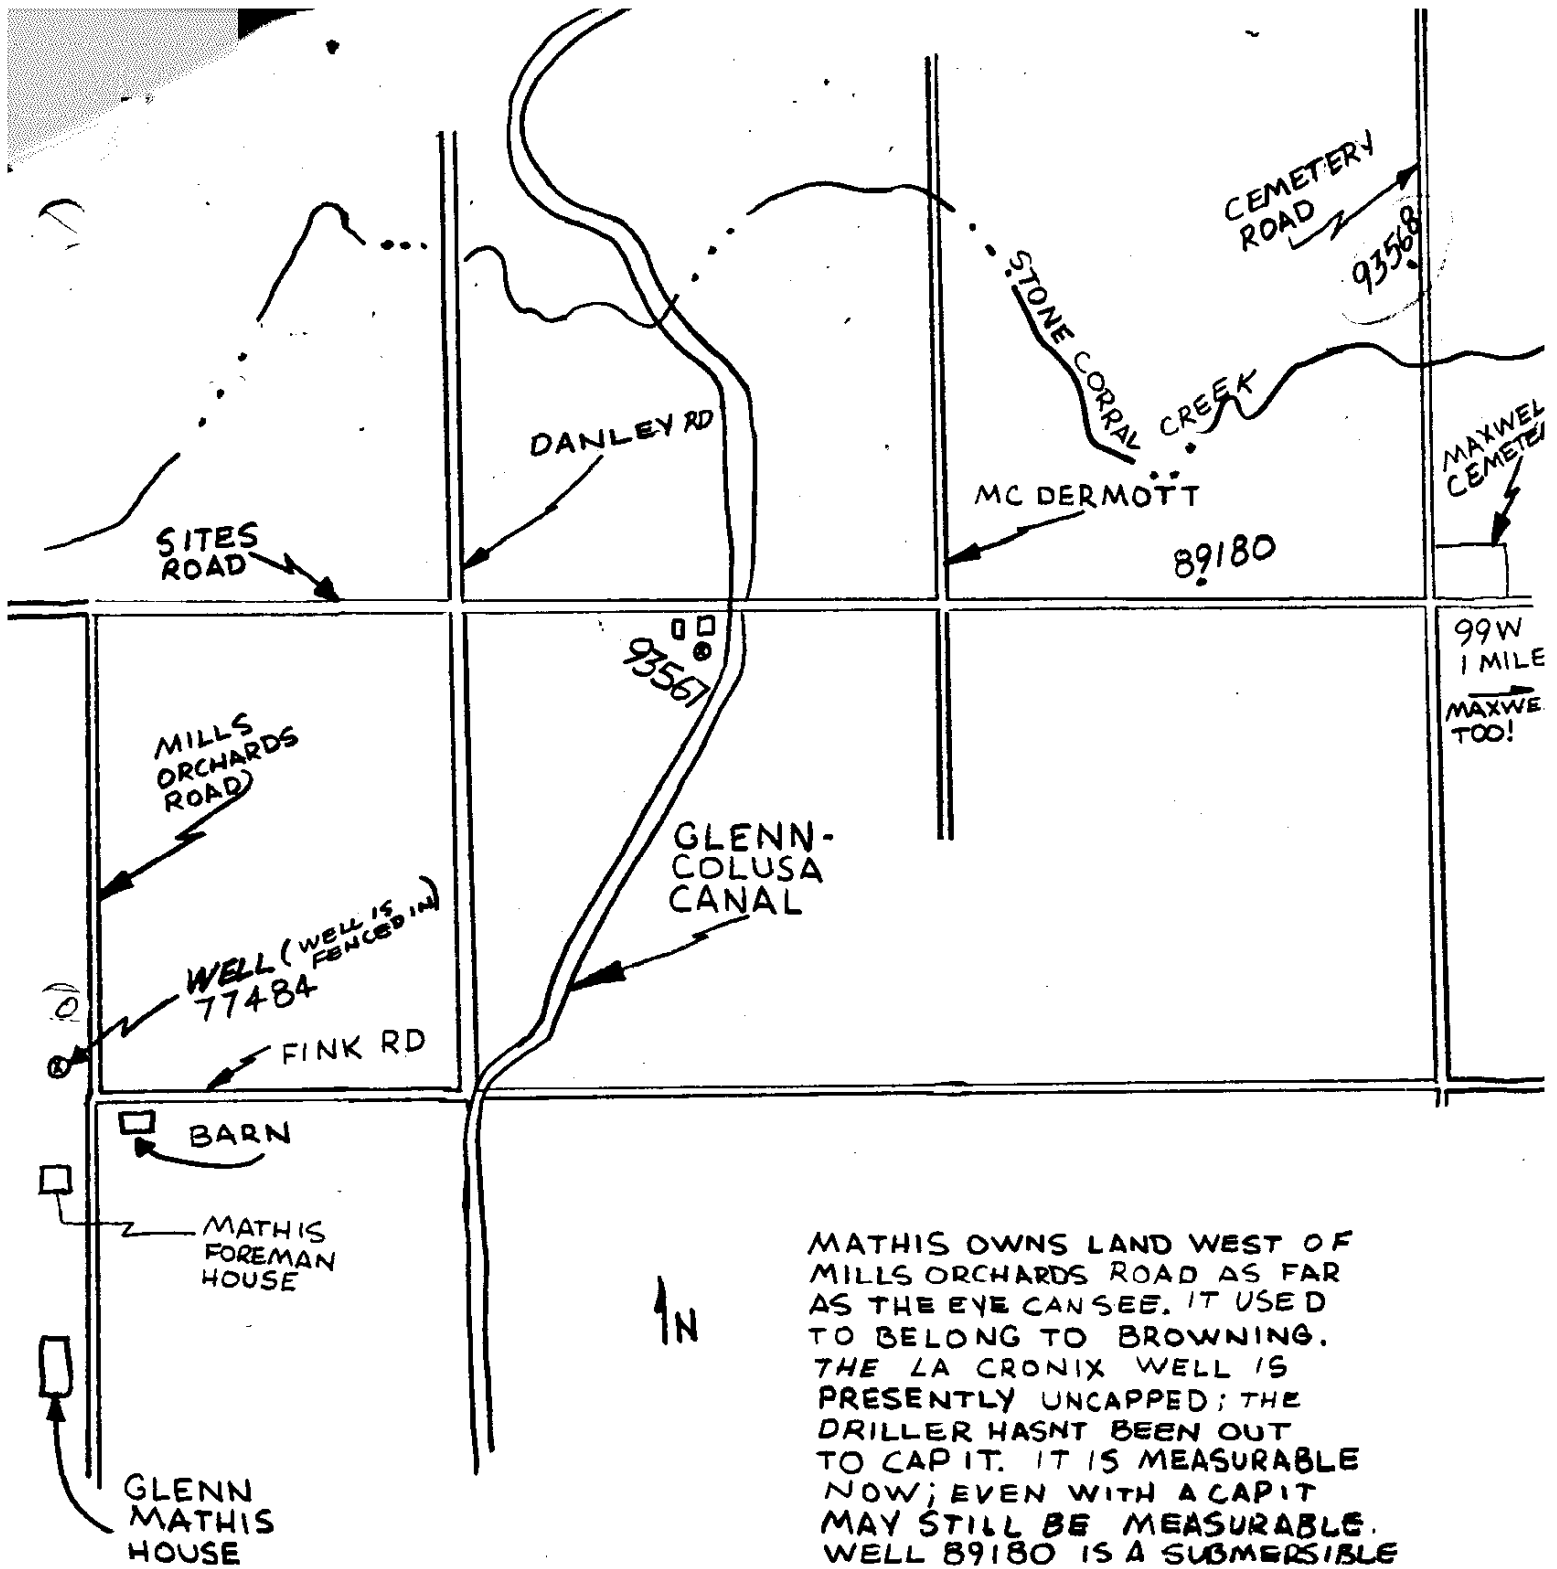 CEMETERY
ROAD
93568
STONE CORRAL
CREEK
DANLEY RD
MAXWEL
CEMETE
MC DERMOTT
SITES
ROAD
89180
93567
99W
1 MILE
MAXWE
TOO!
MILLS
ORCHARDS
ROAD)
GLENN-
COLUSA
CANAL
WELL (WELL IS
FENCED IN)
77484
FINK RD
BARN
MATHIS
FOREMAN
HOUSE
N
GLENN
MATHIS
HOUSE
MATHIS OWNS LAND WEST OF
MILLS ORCHARDS ROAD AS FAR
AS THE EYE CAN SEE. IT USED
TO BELONG TO BROWNING.
THE LA CRONIX WELL IS
PRESENTLY UNCAPPED; THE
DRILLER HASNT BEEN OUT
TO CAP IT. IT IS MEASURABLE
NOW; EVEN WITH A CAP IT
MAY STILL BE MEASURABLE.
WELL 89180 IS A SUBMERSIBLE